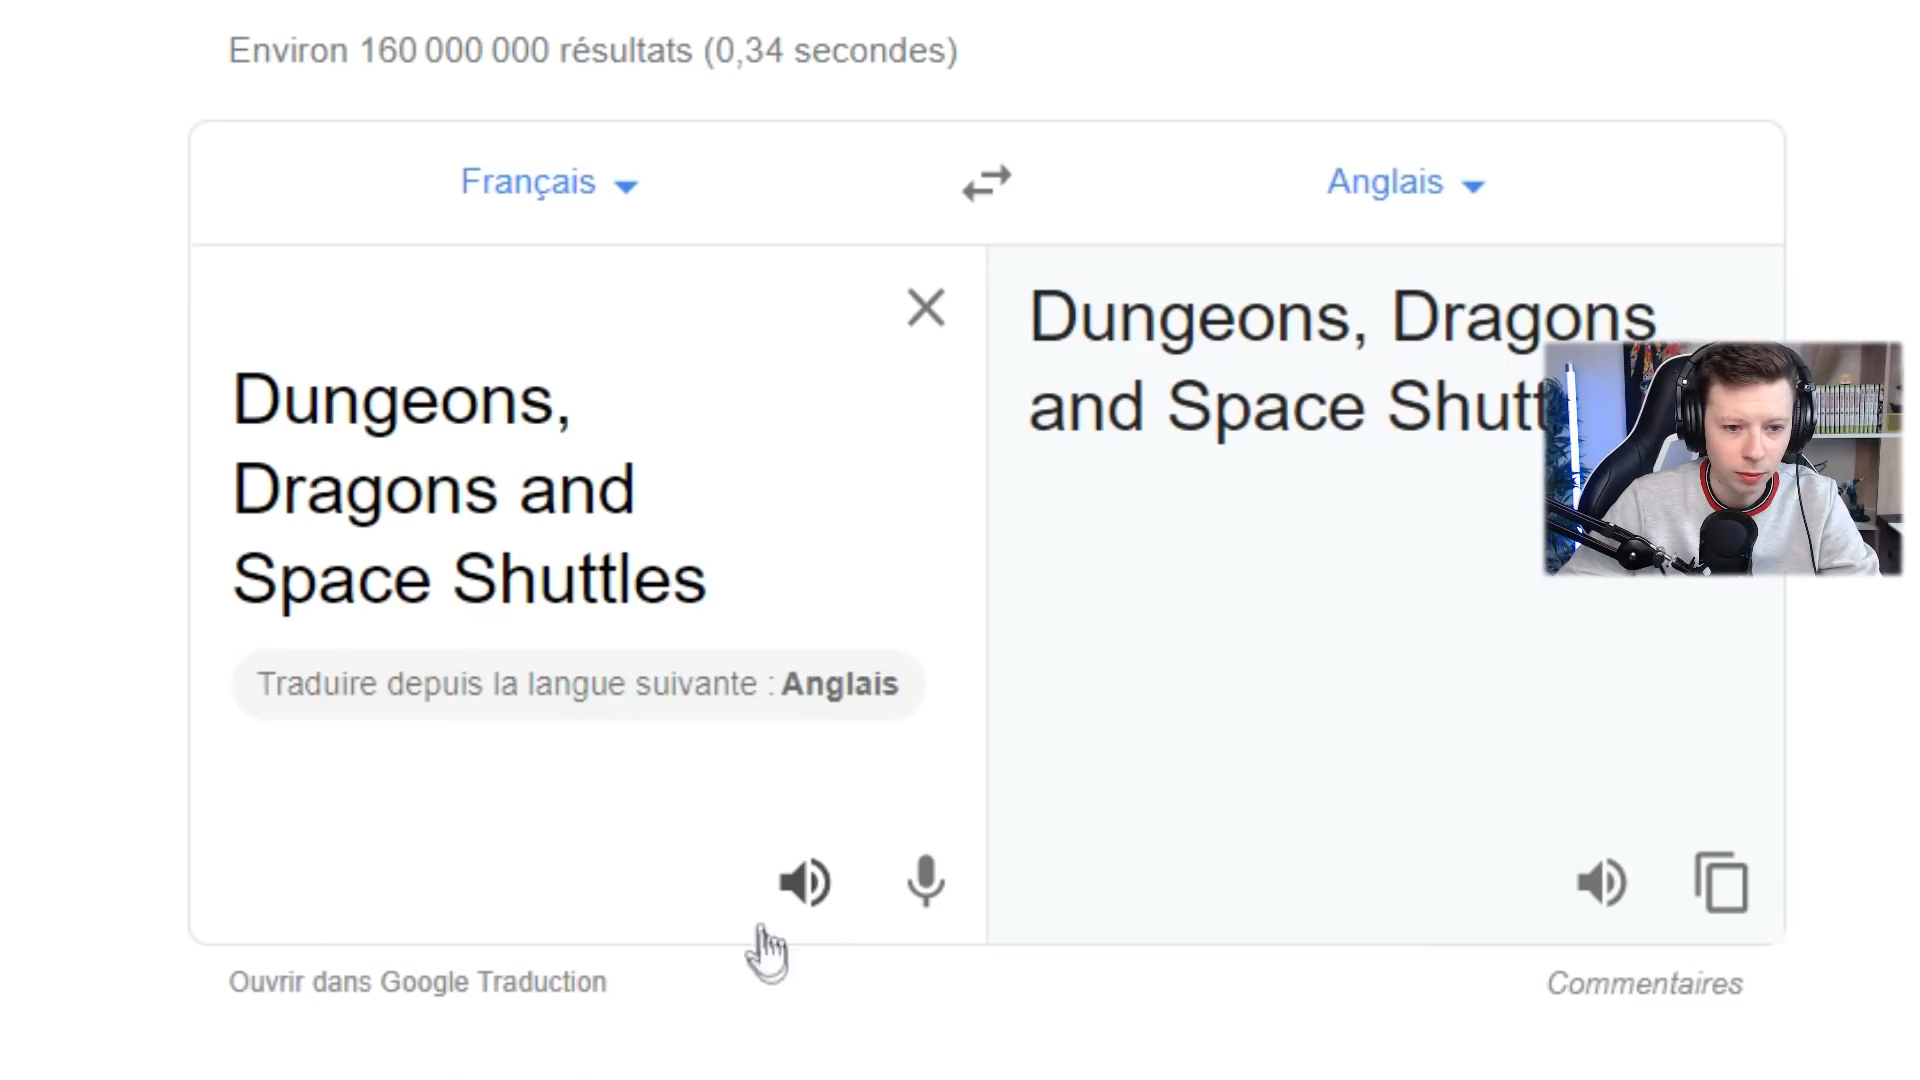 Environ 160 000 000 résultats (0,34 secondes)
Français
Anglais
Dungeons,
Dragons and
Space Shuttles
Traduire depuis la langue suivante : Anglais
Dungeons, Dragons
and Space
Ouvrir dans Google Traduction
Commentaires